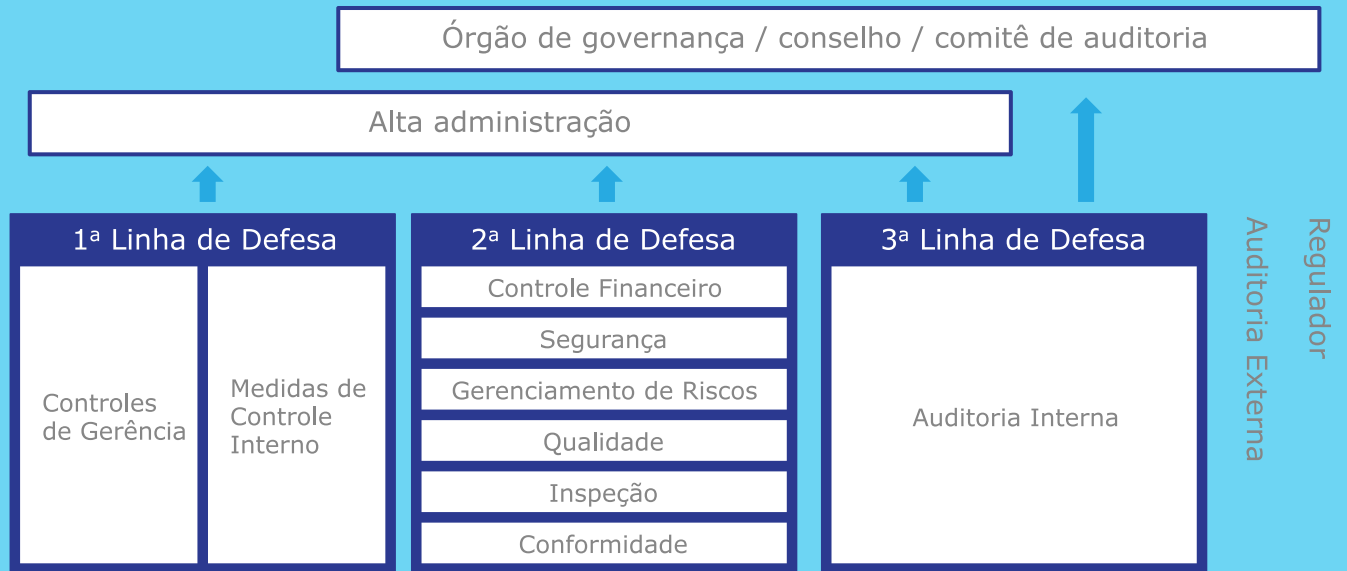 Órgão de governança / conselho / comitê de auditoria
Alta administração
1ª Linha de Defesa
Controles
de Gerência
Medidas de
Controle
Interno
2ª Linha de Defesa
Controle Financeiro
Segurança
Gerenciamento de Riscos
Qualidade
Inspeção
Conformidade
3ª Linha de Defesa
Auditoria Interna
Auditoria Externa
Regulador